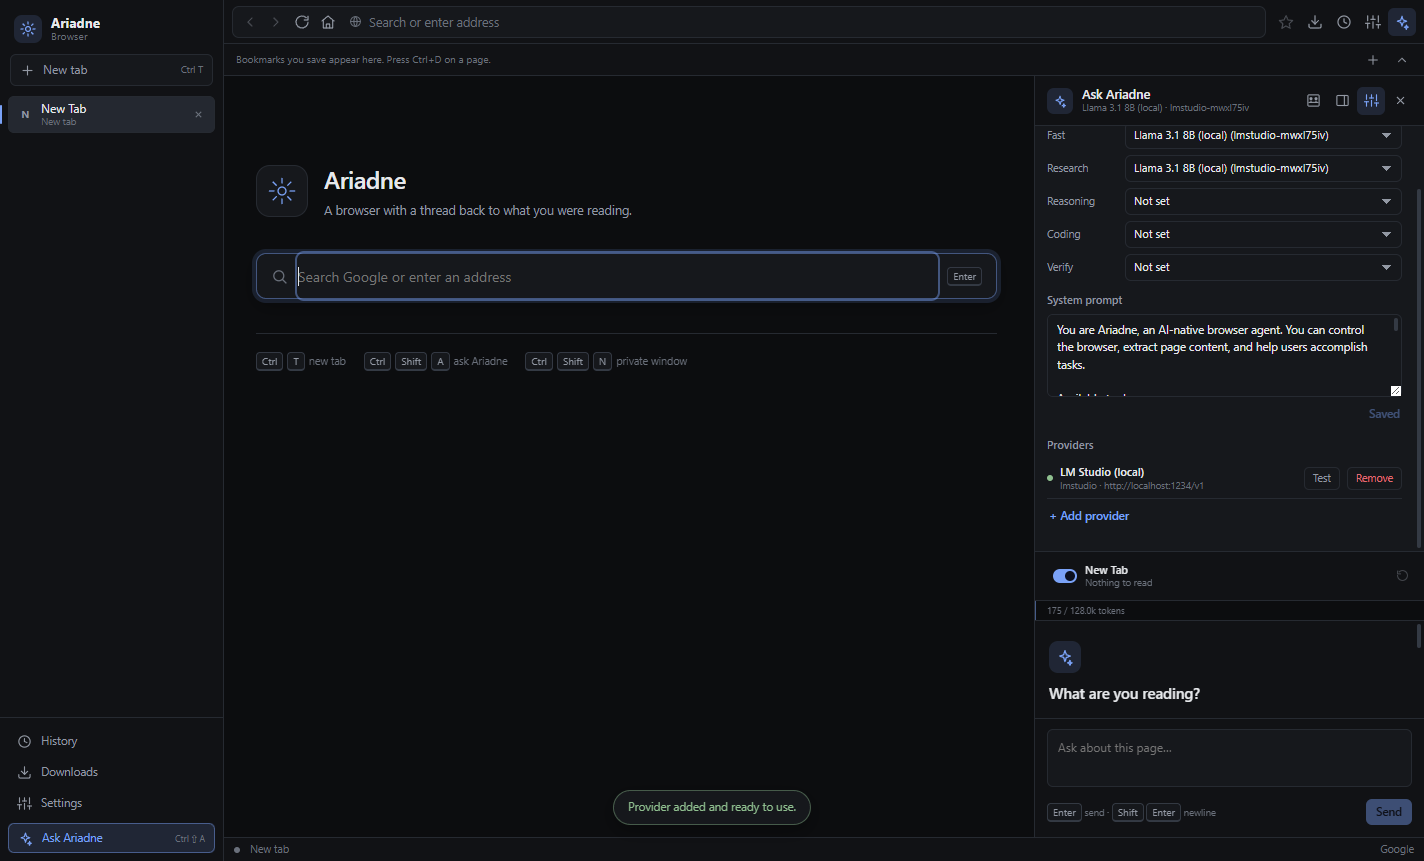 Ariadne
Browser
New tab Ctrl T
N New Tab
New tab
History
Downloads
Settings
Ask Ariadne Ctrl ⇧ A
Search or enter address
Bookmarks you save appear here. Press Ctrl+D on a page.
Ariadne
A browser with a thread back to what you were reading.
Search Google or enter an address Enter
Ctrl T new tab Ctrl Shift A ask Ariadne Ctrl Shift N private window
Provider added and ready to use.
Ask Ariadne
Llama 3.1 8B (local) · lmstudio-mwxl75iv
Fast Llama 3.1 8B (local) (lmstudio-mwxl75iv)
Research Llama 3.1 8B (local) (lmstudio-mwxl75iv)
Reasoning Not set
Coding Not set
Verify Not set
System prompt
You are Ariadne, an AI-native browser agent. You can control
the browser, extract page content, and help users accomplish
tasks.
Saved
Providers
LM Studio (local)
lmstudio · http://localhost:1234/v1
Test Remove
+ Add provider
New Tab
Nothing to read
175 / 128.0k tokens
What are you reading?
Ask about this page...
Enter send · Shift Enter newline
Send
New tab
Google